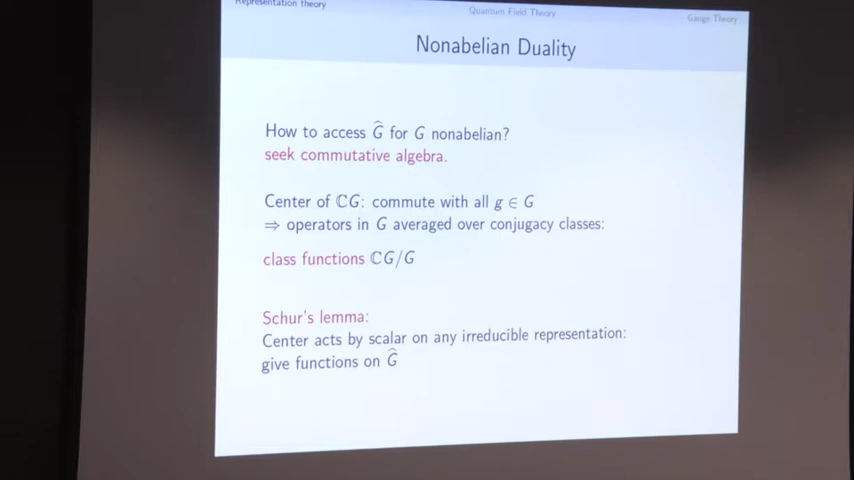 Representation theory
Quantum Field Theory
Gauge Theory
Nonabelian Duality
How to access Ĝ for G nonabelian?
seek commutative algebra.
Center of ℂG: commute with all g ∈ G
⇒ operators in G averaged over conjugacy classes:
class functions ℂG/G
Schur's lemma:
Center acts by scalar on any irreducible representation:
give functions on Ĝ